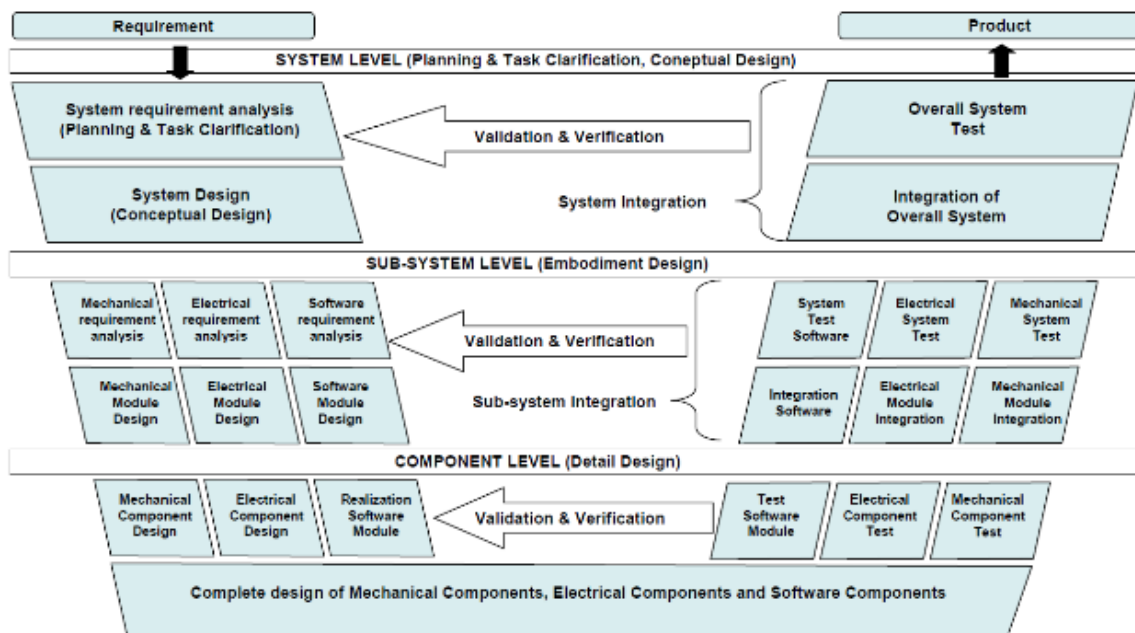 Requirement
Product
SYSTEM LEVEL (Planning & Task Clarification, Coneptual Design)
System requirement analysis
(Planning & Task Clarification)
Validation & Verification
Overall System
Test
System Design
(Conceptual Design)
System Integration
Integration of
Overall System
SUB-SYSTEM LEVEL (Embodiment Design)
Mechanical
requirement
analysis
Electrical
requirement
analysis
Software
requirement
analysis
Validation & Verification
System
Test
Software
Electrical
System
Test
Mechanical
System
Test
Mechanical
Module
Design
Electrical
Module
Design
Software
Module
Design
Sub-system Integration
Integration
Software
Electrical
Module
Integration
Mechanical
Module
Integration
COMPONENT LEVEL (Detail Design)
Mechanical
Component
Design
Electrical
Component
Design
Realization
Software
Module
Validation & Verification
Test
Software
Module
Electrical
Component
Test
Mechanical
Component
Test
Complete design of Mechanical Components, Electrical Components and Software Components